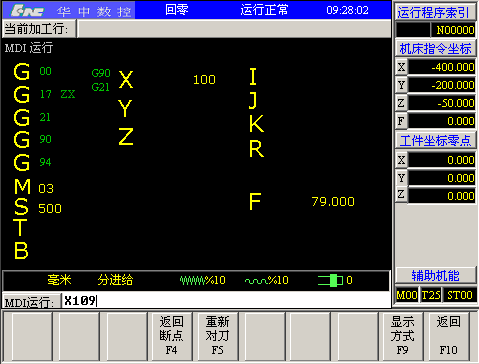 华中数控 回零 运行正常 09:28:02 运行程序索引
当前加工行: N00000
MDI 运行 机床指令坐标
G 00 G90 X 100 I X -400.000
G 17 ZX G21 Y J Y -200.000
G 21 Z K Z -50.000
G 90 R F 0.000
G 94 工件坐标零点
M 03 X 0.000
S 500 F 79.000 Y 0.000
T Z 0.000
B
辅助机能
毫米 分进给 %10 %10 0 M00 T25 ST00
MDI运行: X109
返回断点 F4 重新对刀 F5 显示方式 F9 返回 F10